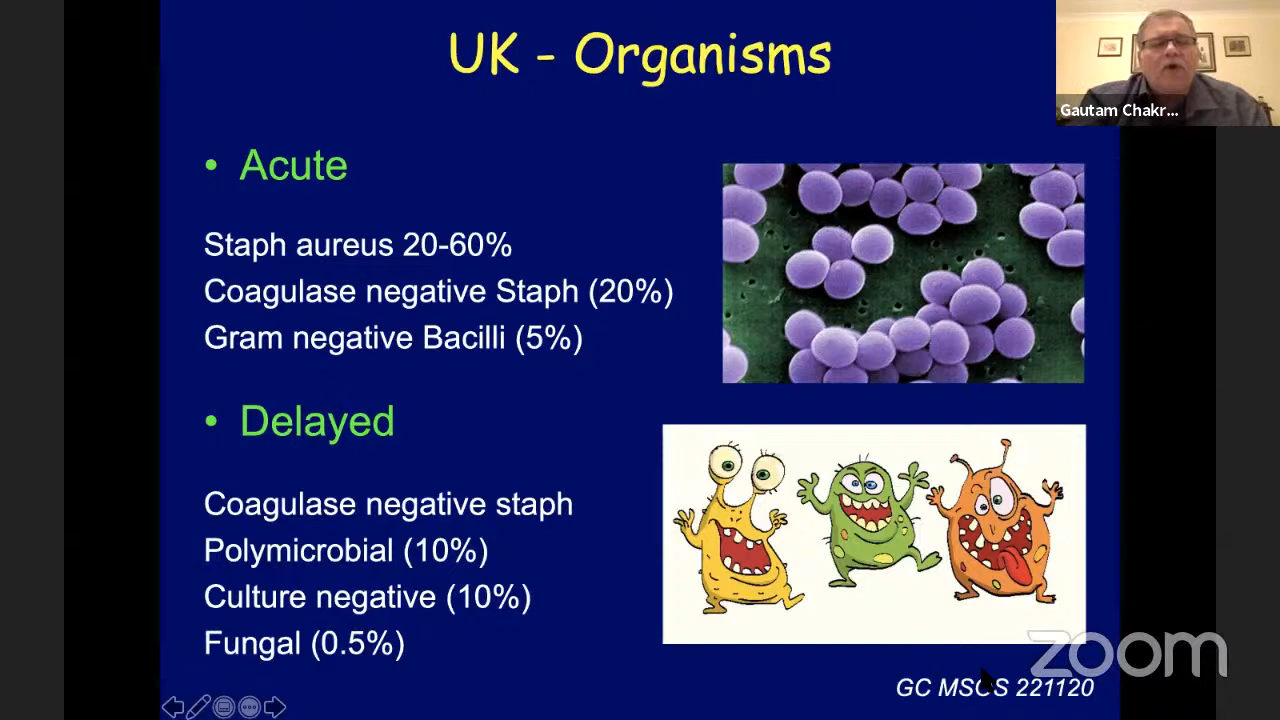 UK - Organisms
Gautam Chakr...
• Acute
Staph aureus 20-60%
Coagulase negative Staph (20%)
Gram negative Bacilli (5%)
• Delayed
Coagulase negative staph
Polymicrobial (10%)
Culture negative (10%)
Fungal (0.5%)
zoom
GC MSOS 221120